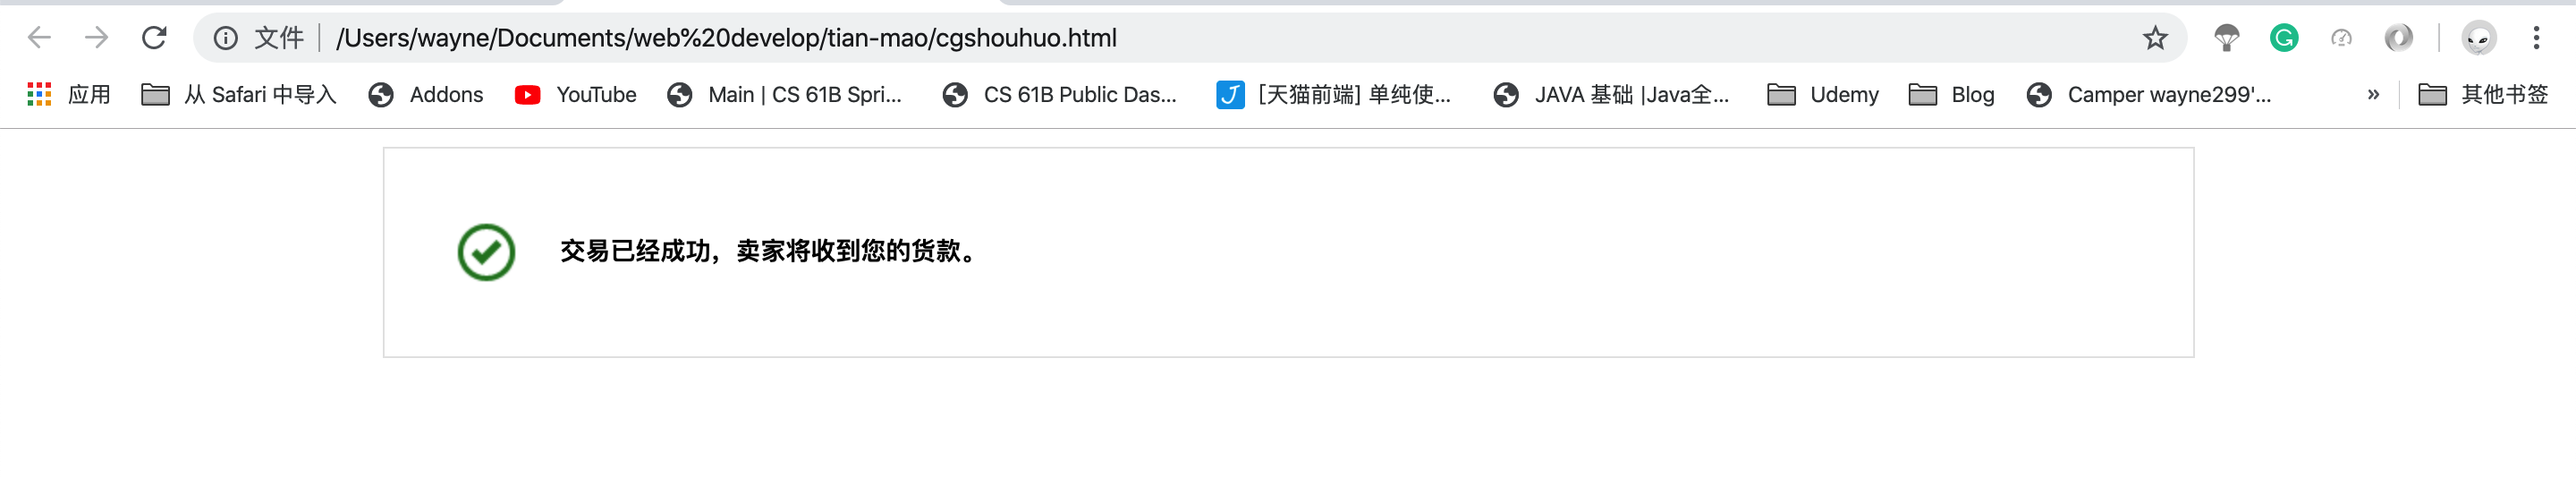 文件 /Users/wayne/Documents/web%20develop/tian-mao/cgshouhuo.html
应用 从 Safari 中导入 Addons YouTube Main | CS 61B Spri... CS 61B Public Das... [天猫前端] 单纯使... JAVA 基础 |Java全... Udemy Blog Camper wayne299'... » 其他书签
交易已经成功，卖家将收到您的货款。